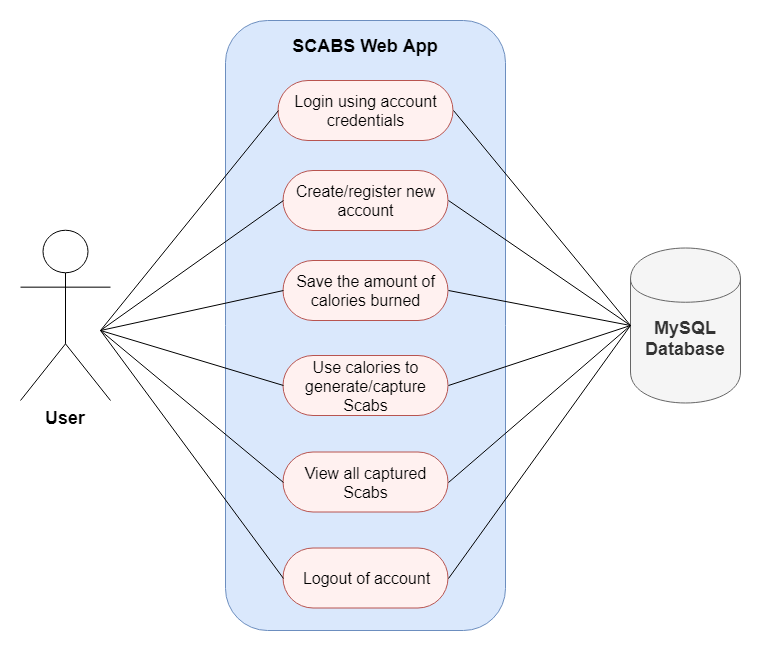 SCABS Web App
Login using account
credentials
Create/register new
account
Save the amount of
calories burned
Use calories to
generate/capture
Scabs
View all captured
Scabs
Logout of account
User
MySQL
Database